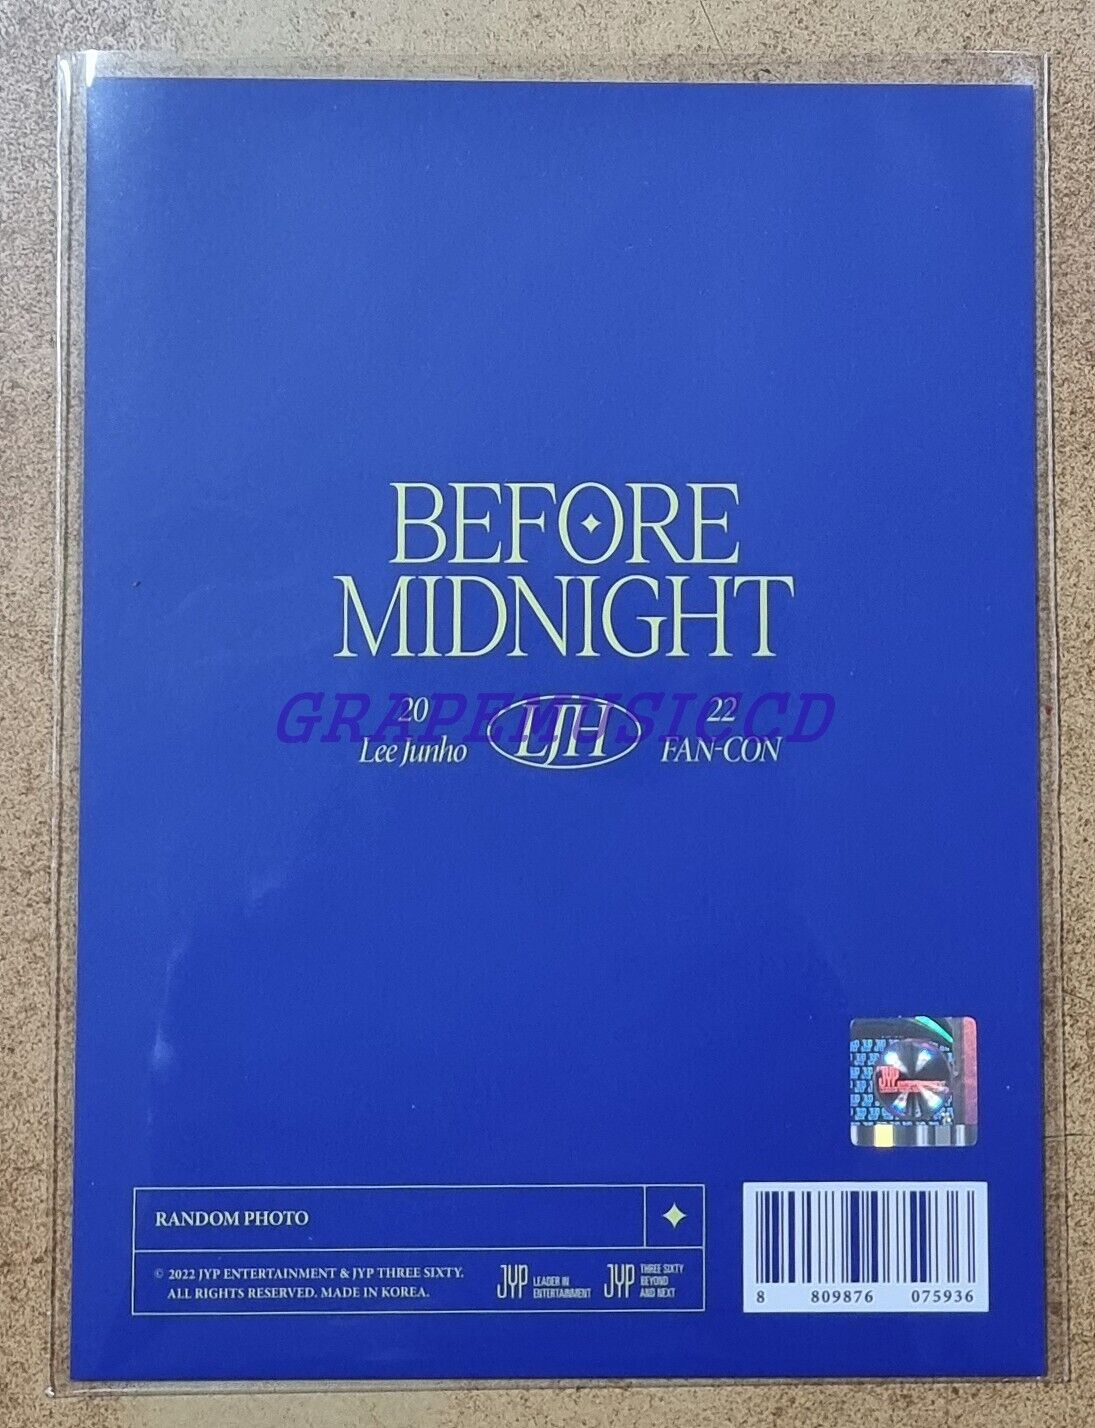 BEFORE
MIDNIGHT
GRAPEMUSICCD
20 LJH 22
Lee Junho FAN-CON
JYP
RANDOM PHOTO
© 2022 JYP ENTERTAINMENT & JYP THREE SIXTY.
ALL RIGHTS RESERVED. MADE IN KOREA.
JYP LEADER IN
ENTERTAINMENT
JYP THREE SIXTY
BEYOND
AND NEXT
8 809876 075936